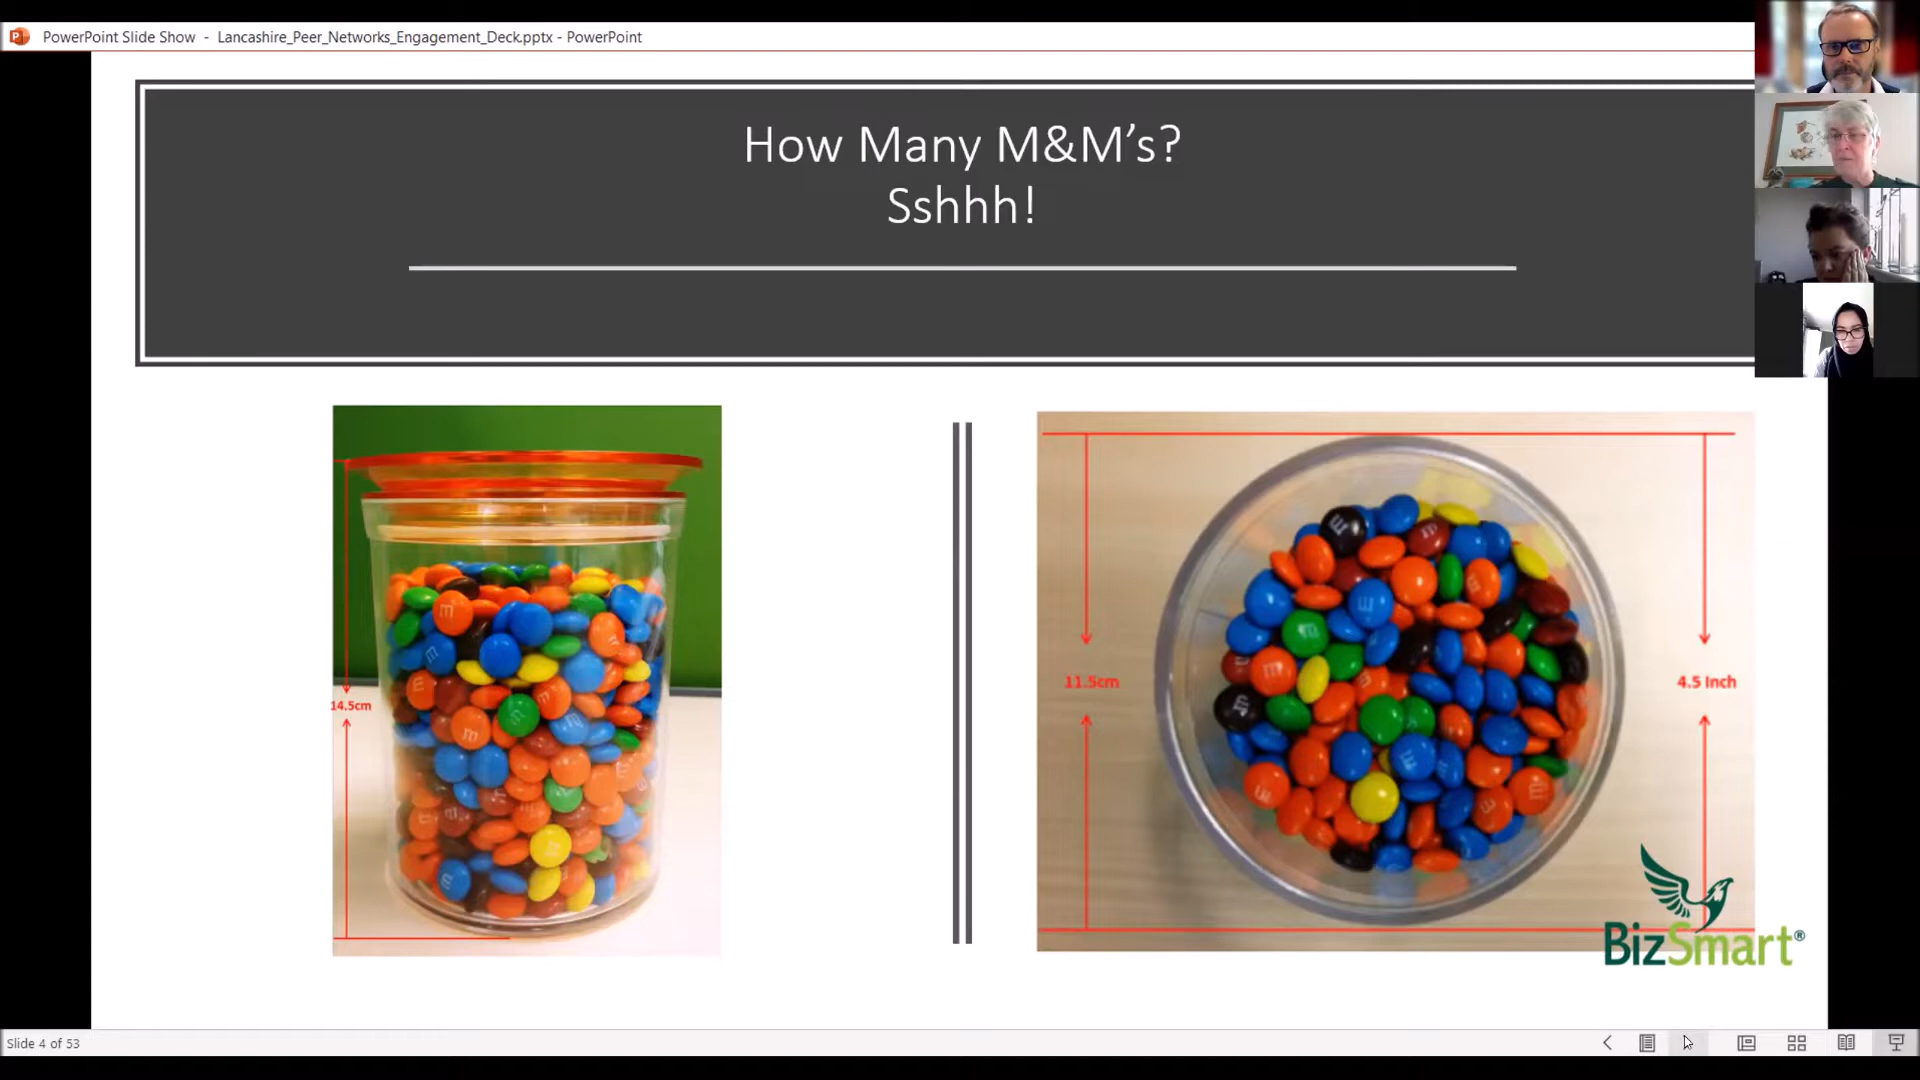 PowerPoint Slide Show - Lancashire_Peer_Networks_Engagement_Deck.pptx - PowerPoint
How Many M&M’s?
Sshhh!
14.5cm
11.5cm
4.5 Inch
BizSmart®
Slide 4 of 53